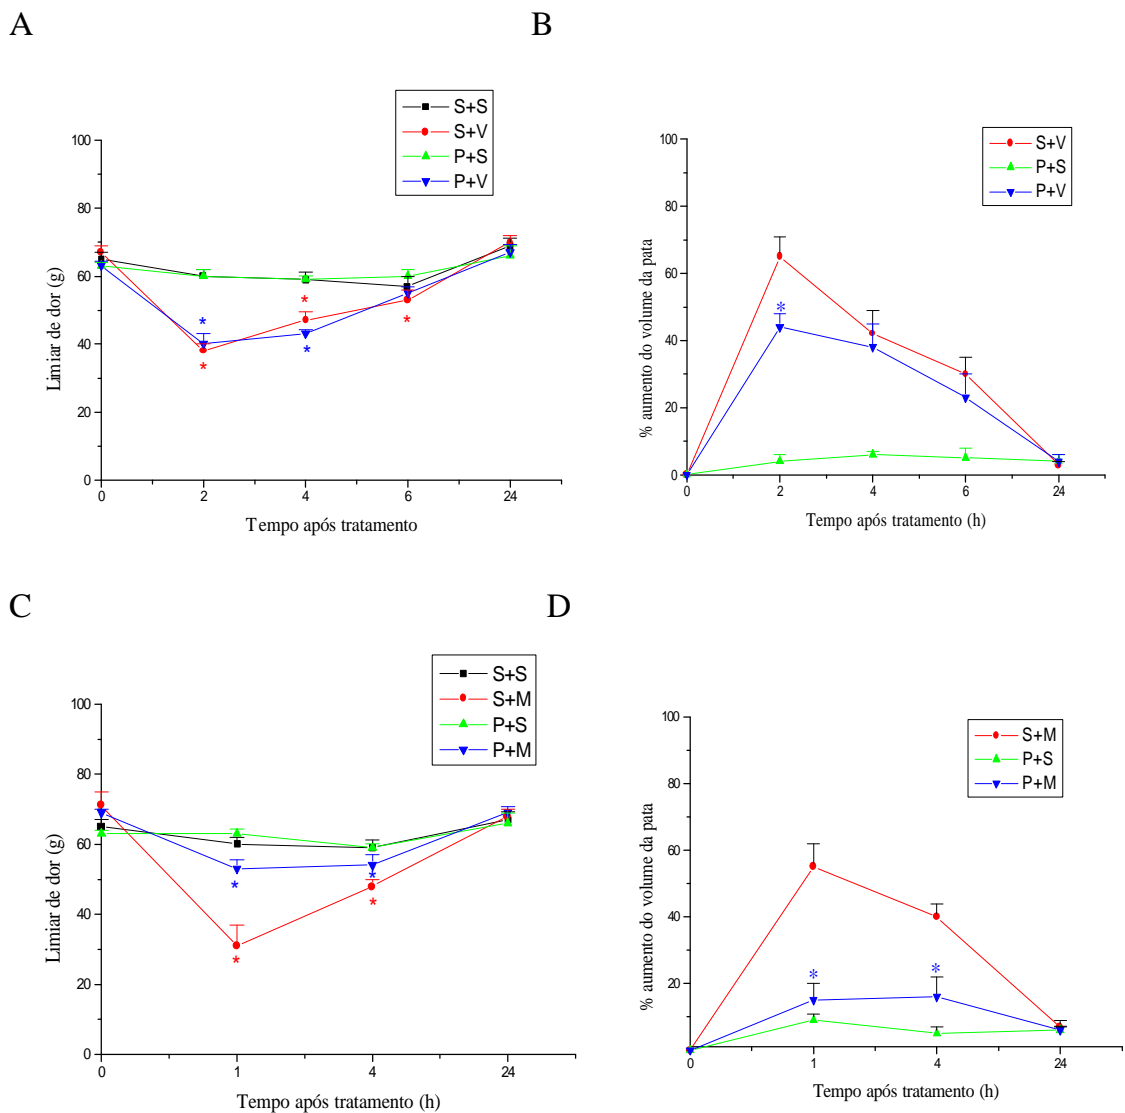 A
S+S
S+V
P+S
P+V
100
80
60
40
20
0
* * * * *
0 2 4 6 24
Limiar de dor (g)
Tempo após tratamento
B
S+V
P+S
P+V
100
80
60
40
20
0
*
0 2 4 6 24
% aumento do volume da pata
Tempo após tratamento (h)
C
S+S
S+M
P+S
P+M
100
80
60
40
20
0
* * * *
0 1 4 24
Limiar de dor (g)
Tempo após tratamento (h)
D
S+M
P+S
P+M
100
80
60
40
20
* *
0 1 4 24
% aumento do volume da pata
Tempo após tratamento (h)